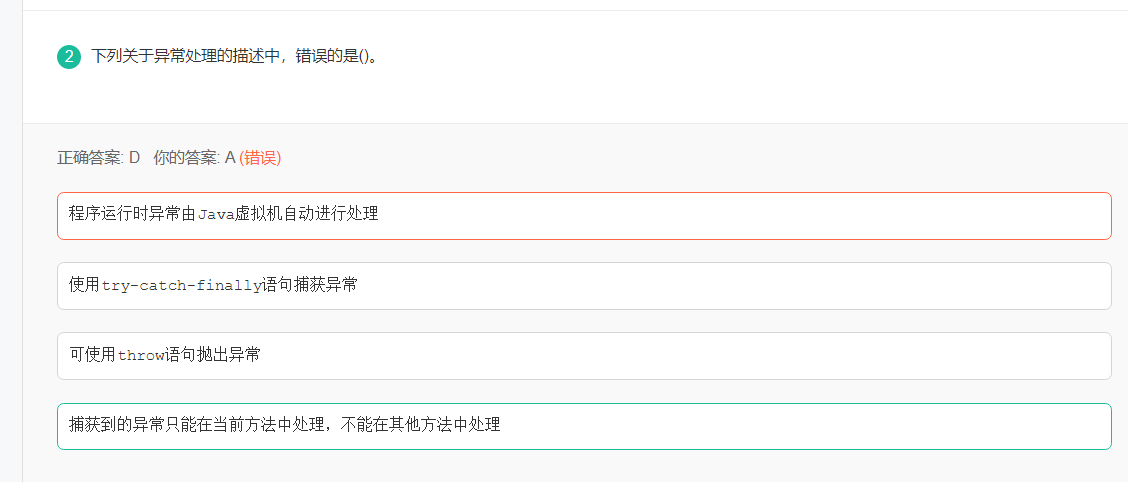 2 下列关于异常处理的描述中，错误的是()。
正确答案: D 你的答案: A (错误)
程序运行时异常由Java虚拟机自动进行处理
使用try-catch-finally语句捕获异常
可使用throw语句抛出异常
捕获到的异常只能在当前方法中处理，不能在其他方法中处理